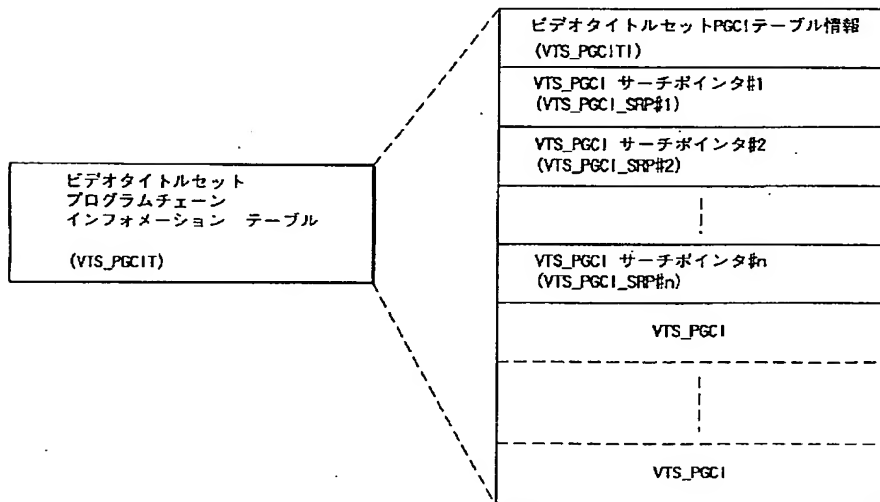 ビデオタイトルセット
プログラムチェーン
インフォメーション テーブル
(VTS_PGCIT)
ビデオタイトルセットPGCIテーブル情報
(VTS_PGCITI)
VTS_PGCI サーチポインタ#1
(VTS_PGCI_SRP#1)
VTS_PGCI サーチポインタ#2
(VTS_PGCI_SRP#2)
VTS_PGCI サーチポインタ#n
(VTS_PGCI_SRP#n)
VTS_PGCI
VTS_PGCI